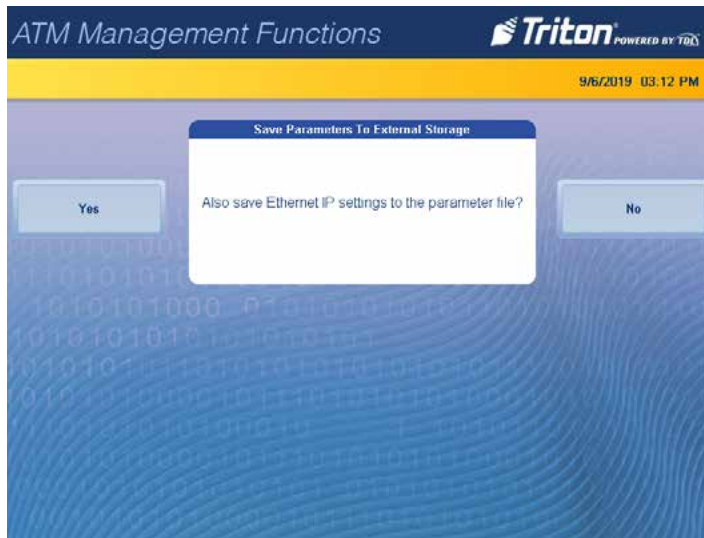 ATM Management Functions
Triton POWERED BY TDL
9/6/2019 03:12 PM
Save Parameters To External Storage
Also save Ethernet IP settings to the parameter file?
Yes
No